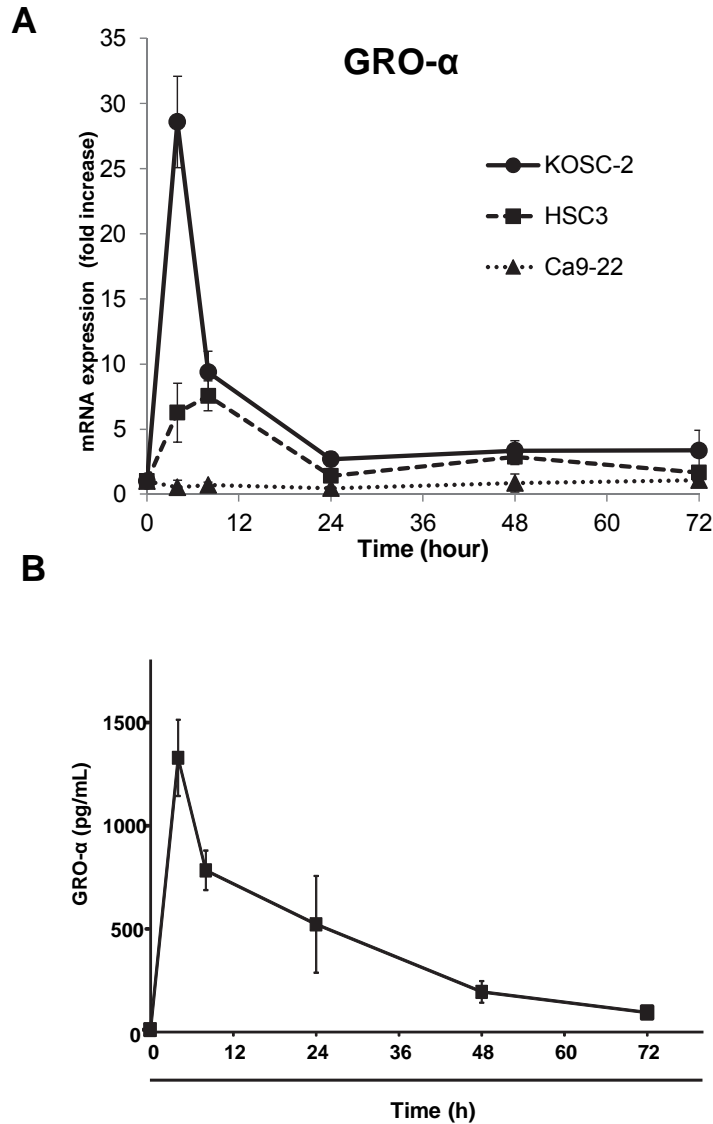 A
GRO-α
mRNA expression (fold increase)
35
30
25
20
15
10
5
0
KOSC-2
HSC3
Ca9-22
0 12 24 36 48 60 72
Time (hour)
B
GRO-α (pg/mL)
1500
1000
500
0
0 12 24 36 48 60 72
Time (h)